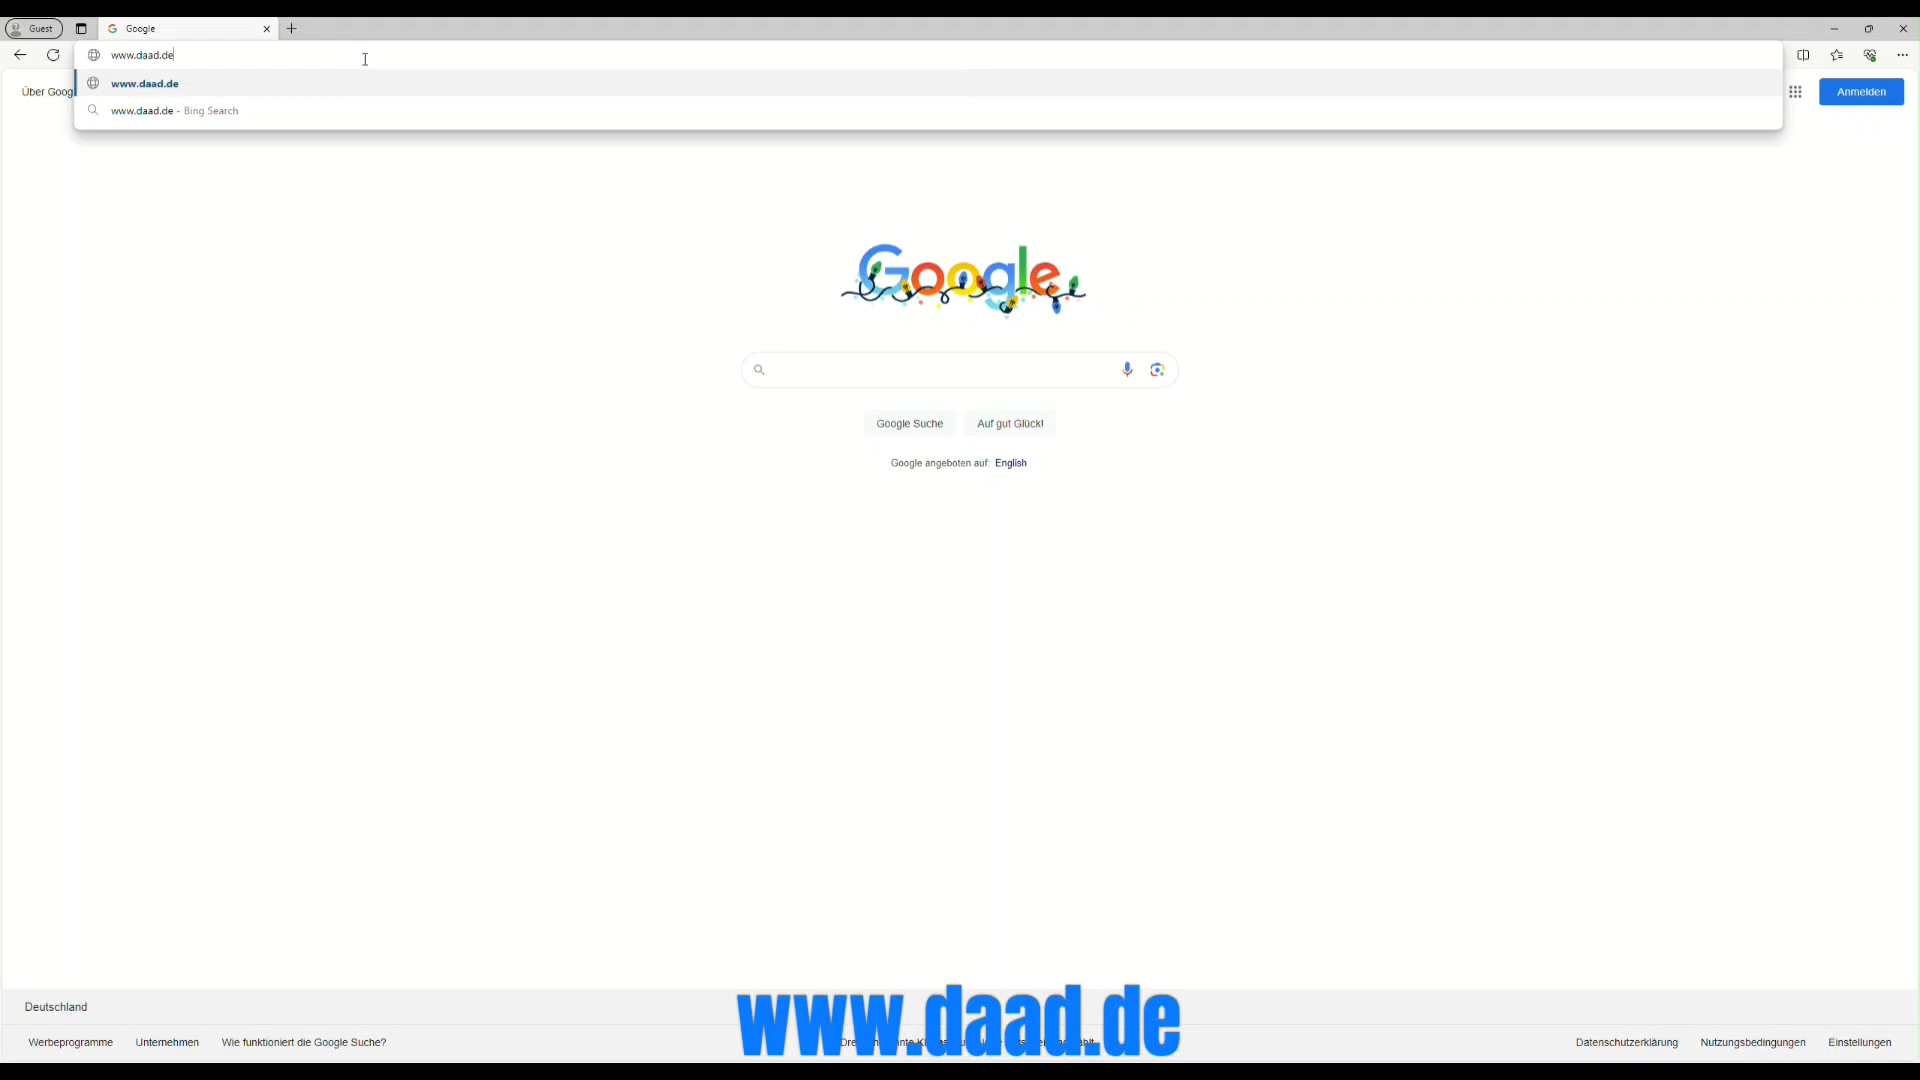 Guest
Google
www.daad.de
www.daad.de
www.daad.de - Bing Search
Über Goog
Anmelden
Google
Google Suche
Auf gut Glück!
Google angeboten auf: English
Deutschland
www.daad.de
Werbeprogramme
Unternehmen
Wie funktioniert die Google Suche?
Datenschutzerklärung
Nutzungsbedingungen
Einstellungen